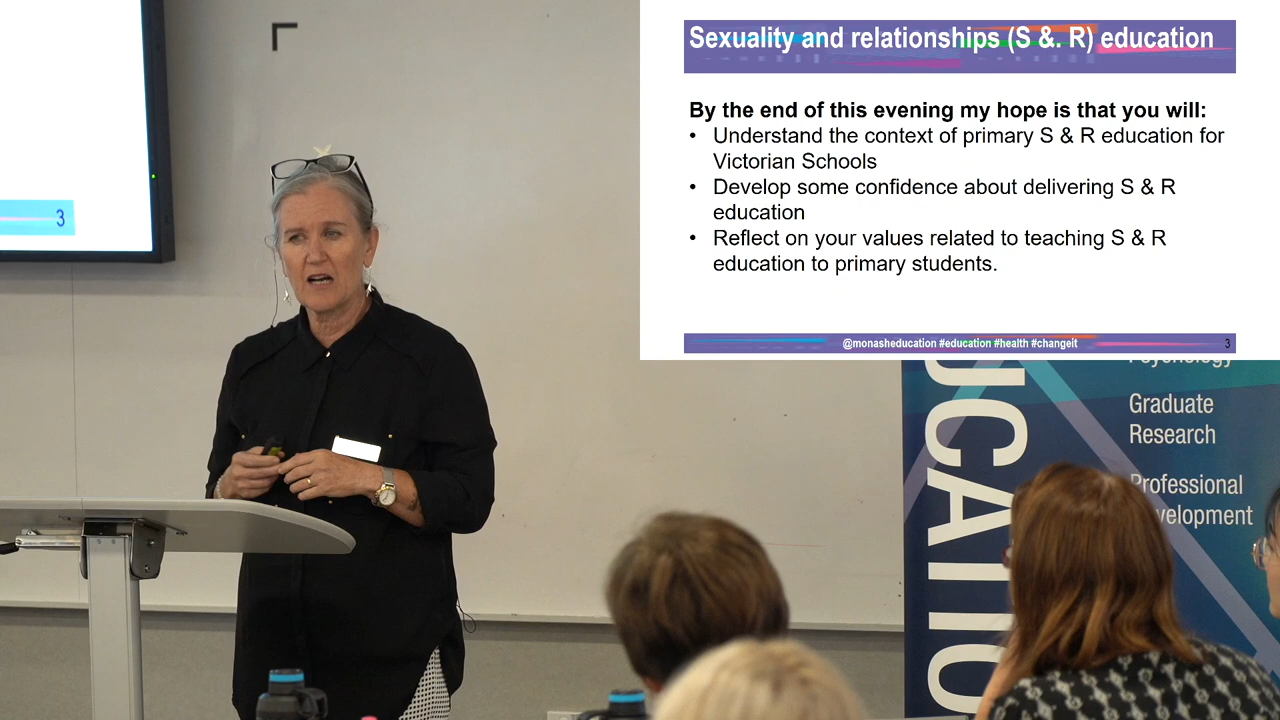 Sexuality and relationships (S &. R) education
By the end of this evening my hope is that you will:
• Understand the context of primary S & R education for
Victorian Schools
• Develop some confidence about delivering S & R
education
• Reflect on your values related to teaching S & R
education to primary students.
@monasheducation #education #health #changeit 3
3
Psychology
Graduate
Research
Professional